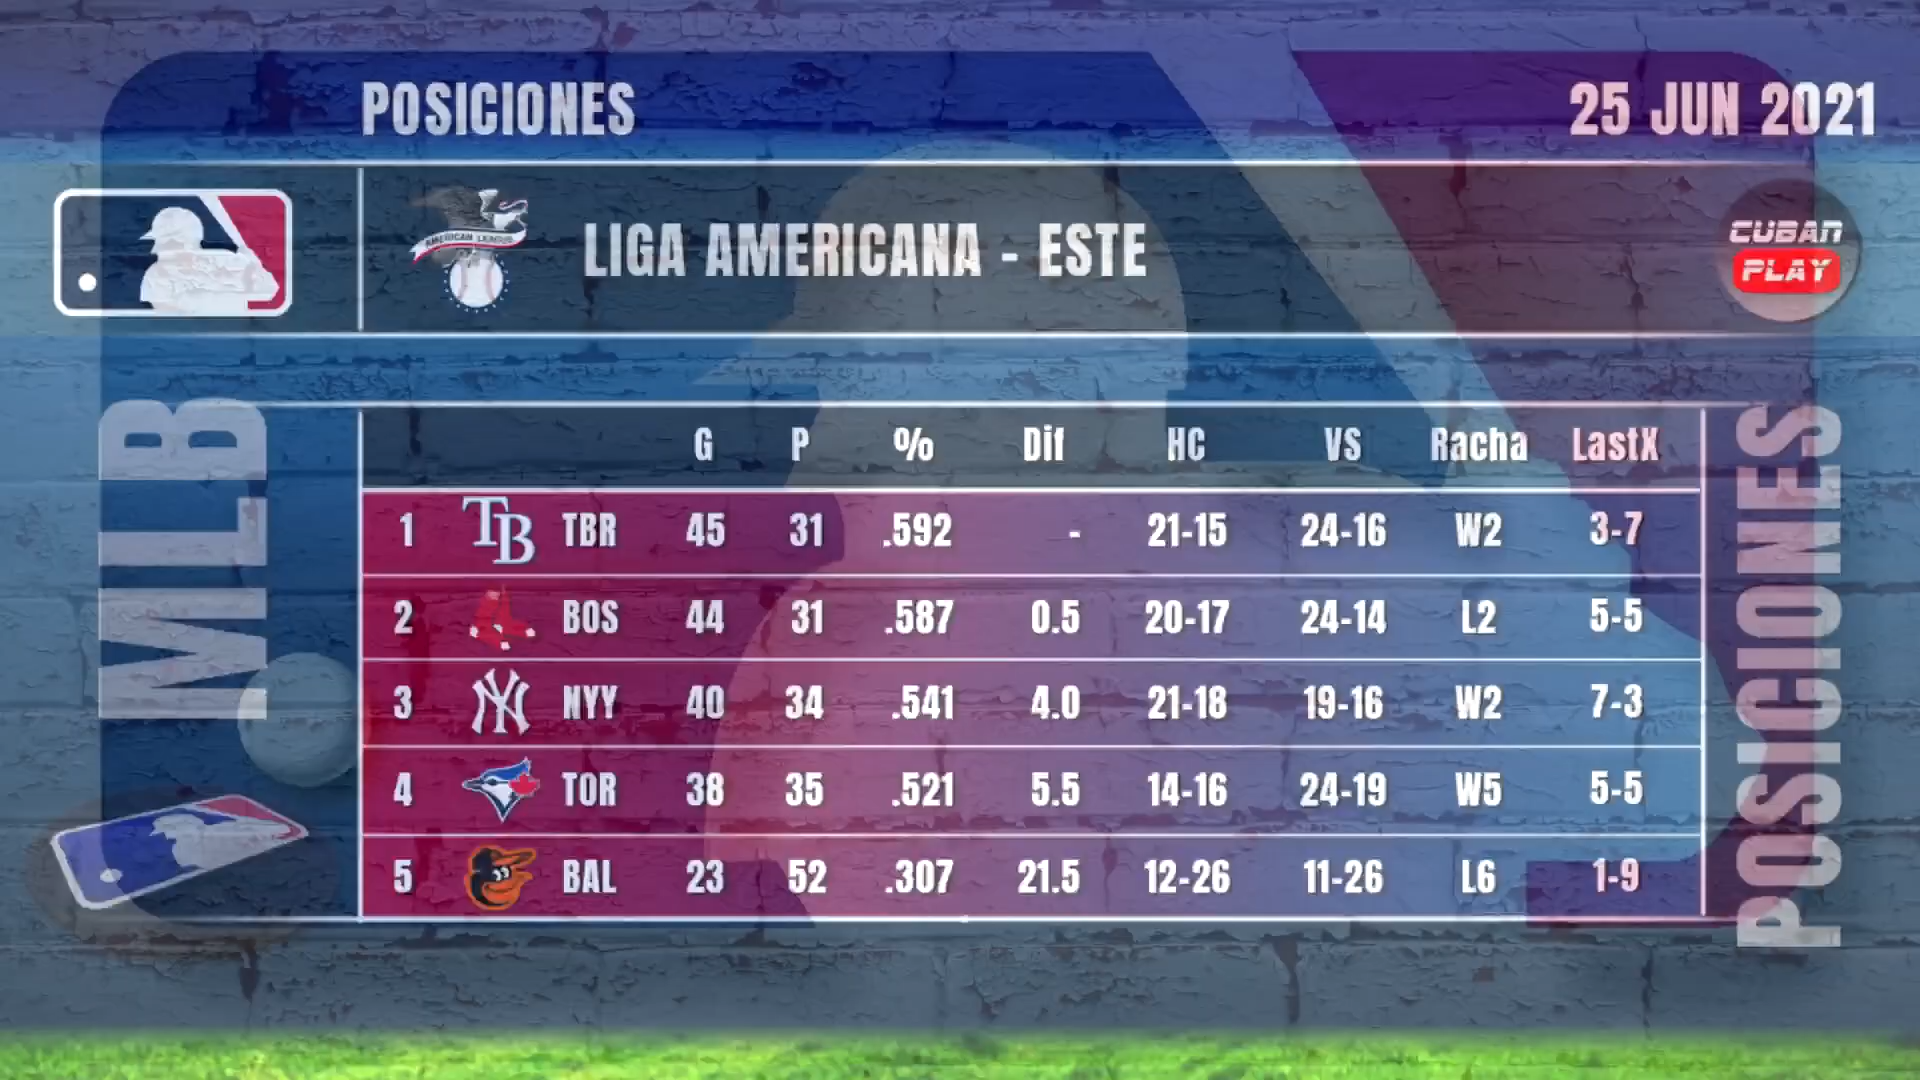 POSICIONES
25 JUN 2021
AMERICAN LEAGUE
LIGA AMERICANA - ESTE
CUBAN
PLAY
MLB
G P % Dif HC VS Racha LastX
1 TB TBR 45 31 .592 - 21-15 24-16 W2 3-7
2 BOS 44 31 .587 0.5 20-17 24-14 L2 5-5
3 NY NYY 40 34 .541 4.0 21-18 19-16 W2 7-3
4 TOR 38 35 .521 5.5 14-16 24-19 W5 5-5
5 BAL 23 52 .307 21.5 12-26 11-26 L6 1-9
POSICIONES